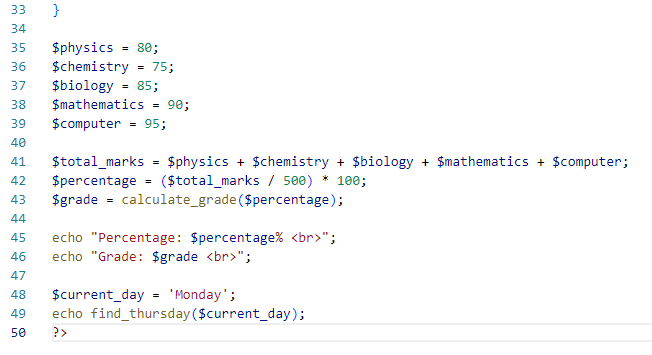 33 }
34
35 $physics = 80;
36 $chemistry = 75;
37 $biology = 85;
38 $mathematics = 90;
39 $computer = 95;
40
41 $total_marks = $physics + $chemistry + $biology + $mathematics + $computer;
42 $percentage = ($total_marks / 500) * 100;
43 $grade = calculate_grade($percentage);
44
45 echo "Percentage: $percentage% <br>";
46 echo "Grade: $grade <br>";
47
48 $current_day = 'Monday';
49 echo find_thursday($current_day);
50 ?>